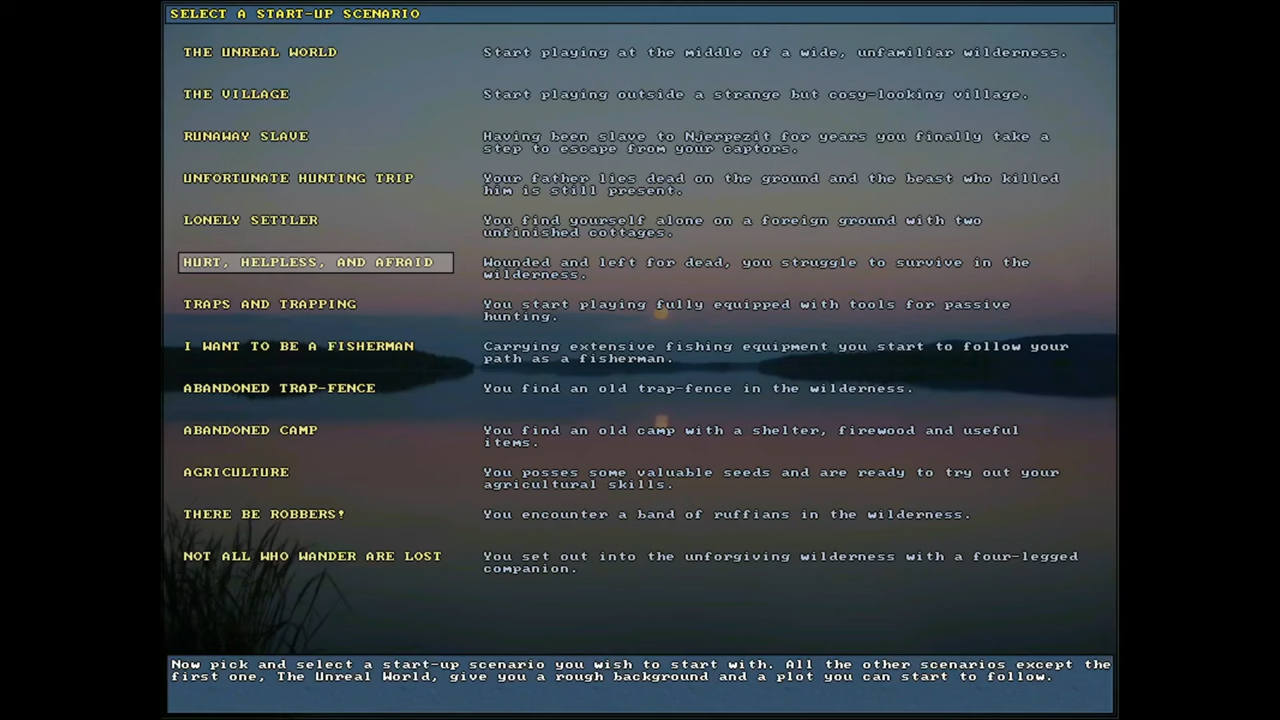 SELECT A START-UP SCENARIO
THE UNREAL WORLD
Start playing at the middle of a wide, unfamiliar wilderness.
THE VILLAGE
Start playing outside a strange but cosy-looking village.
RUNAWAY SLAVE
Having been slave to Njerpezit for years you finally take a
step to escape from your captors.
UNFORTUNATE HUNTING TRIP
Your father lies dead on the ground and the beast who killed
him is still present.
LONELY SETTLER
You find yourself alone on a foreign ground with two
unfinished cottages.
HURT, HELPLESS, AND AFRAID
Wounded and left for dead, you struggle to survive in the
wilderness.
TRAPS AND TRAPPING
You start playing fully equipped with tools for passive
hunting.
I WANT TO BE A FISHERMAN
Carrying extensive fishing equipment you start to follow your
path as a fisherman.
ABANDONED TRAP-FENCE
You find an old trap-fence in the wilderness.
ABANDONED CAMP
You find an old camp with a shelter, firewood and useful
items.
AGRICULTURE
You posses some valuable seeds and are ready to try out your
agricultural skills.
THERE BE ROBBERS!
You encounter a band of ruffians in the wilderness.
NOT ALL WHO WANDER ARE LOST
You set out into the unforgiving wilderness with a four-legged
companion.
Now pick and select a start-up scenario you wish to start with. All the other scenarios except the
first one, The Unreal World, give you a rough background and a plot you can start to follow.